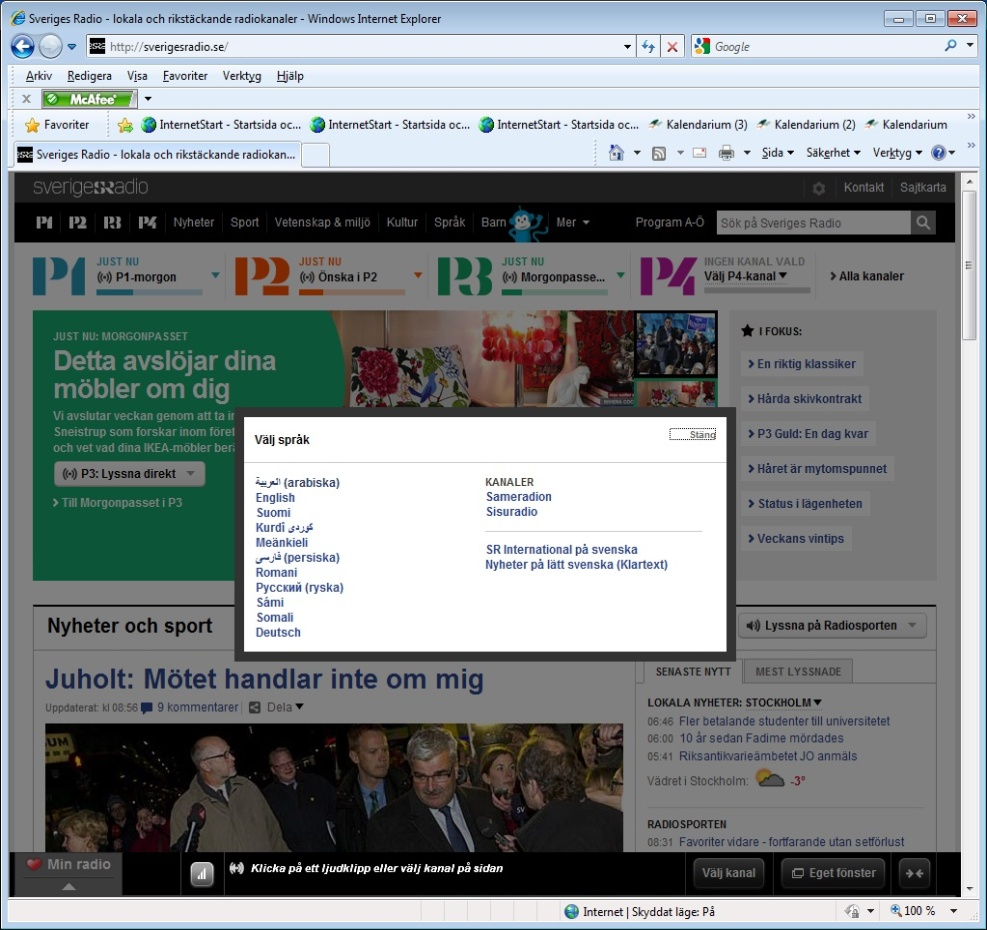 Sveriges Radio - lokala och rikstäckande radiokanaler - Windows Internet Explorer
http://sverigesradio.se/
Google
Arkiv Redigera Visa Favoriter Verktyg Hjälp
x McAfee
Favoriter InternetStart - Startsida oc... InternetStart - Startsida oc... InternetStart - Startsida oc... Kalendarium (3) Kalendarium (2) Kalendarium
Sveriges Radio - lokala och rikstäckande radiokan...
Sida Säkerhet Verktyg
sverigesradio Kontakt Sajtkarta
P1 P2 P3 P4 Nyheter Sport Vetenskap & miljö Kultur Språk Barn Mer Program A-Ö Sök på Sveriges Radio
P1 JUST NU
P1-morgon
P2 JUST NU
Önska i P2
P3 JUST NU
Morgonpasse...
P4 INGEN KANAL VALD
Välj P4-kanal
Alla kanaler
JUST NU: MORGONPASSET
Detta avslöjar dina
möbler om dig
Vi avslutar veckan genom att ta in
Sneistrup som forskar inom föret
och vet vad dina IKEA-möbler berä
P3: Lyssna direkt
Till Morgonpasset i P3
I FOKUS:
En riktig klassiker
Hårda skivkontrakt
P3 Guld: En dag kvar
Håret är mytomspunnet
Status i lägenheten
Veckans vintips
Välj språk
Stäng
العربية (arabiska)
English
Suomi
Kurdî كوردی
Meänkieli
فارسی (persiska)
Romani
Русский (ryska)
Sámi
Somali
Deutsch
KANALER
Sameradion
Sisuradio
SR International på svenska
Nyheter på lätt svenska (Klartext)
Nyheter och sport
Lyssna på Radiosporten
Juholt: Mötet handlar inte om mig
Uppdaterat: kl 08:56 9 kommentarer Dela
SENASTE NYTT MEST LYSSNADE
LOKALA NYHETER: STOCKHOLM
06:46 Fler betalande studenter till universitetet
06:00 10 år sedan Fadime mördades
05:41 Riksantikvarieämbetet JO anmäls
Vädret i Stockholm: -3°
RADIOSPORTEN
08:31 Favoriter vidare - fortfarande utan setförlust
Min radio
Klicka på ett ljudklipp eller välj kanal på sidan
Välj kanal Eget fönster
Internet | Skyddat läge: På
100 %